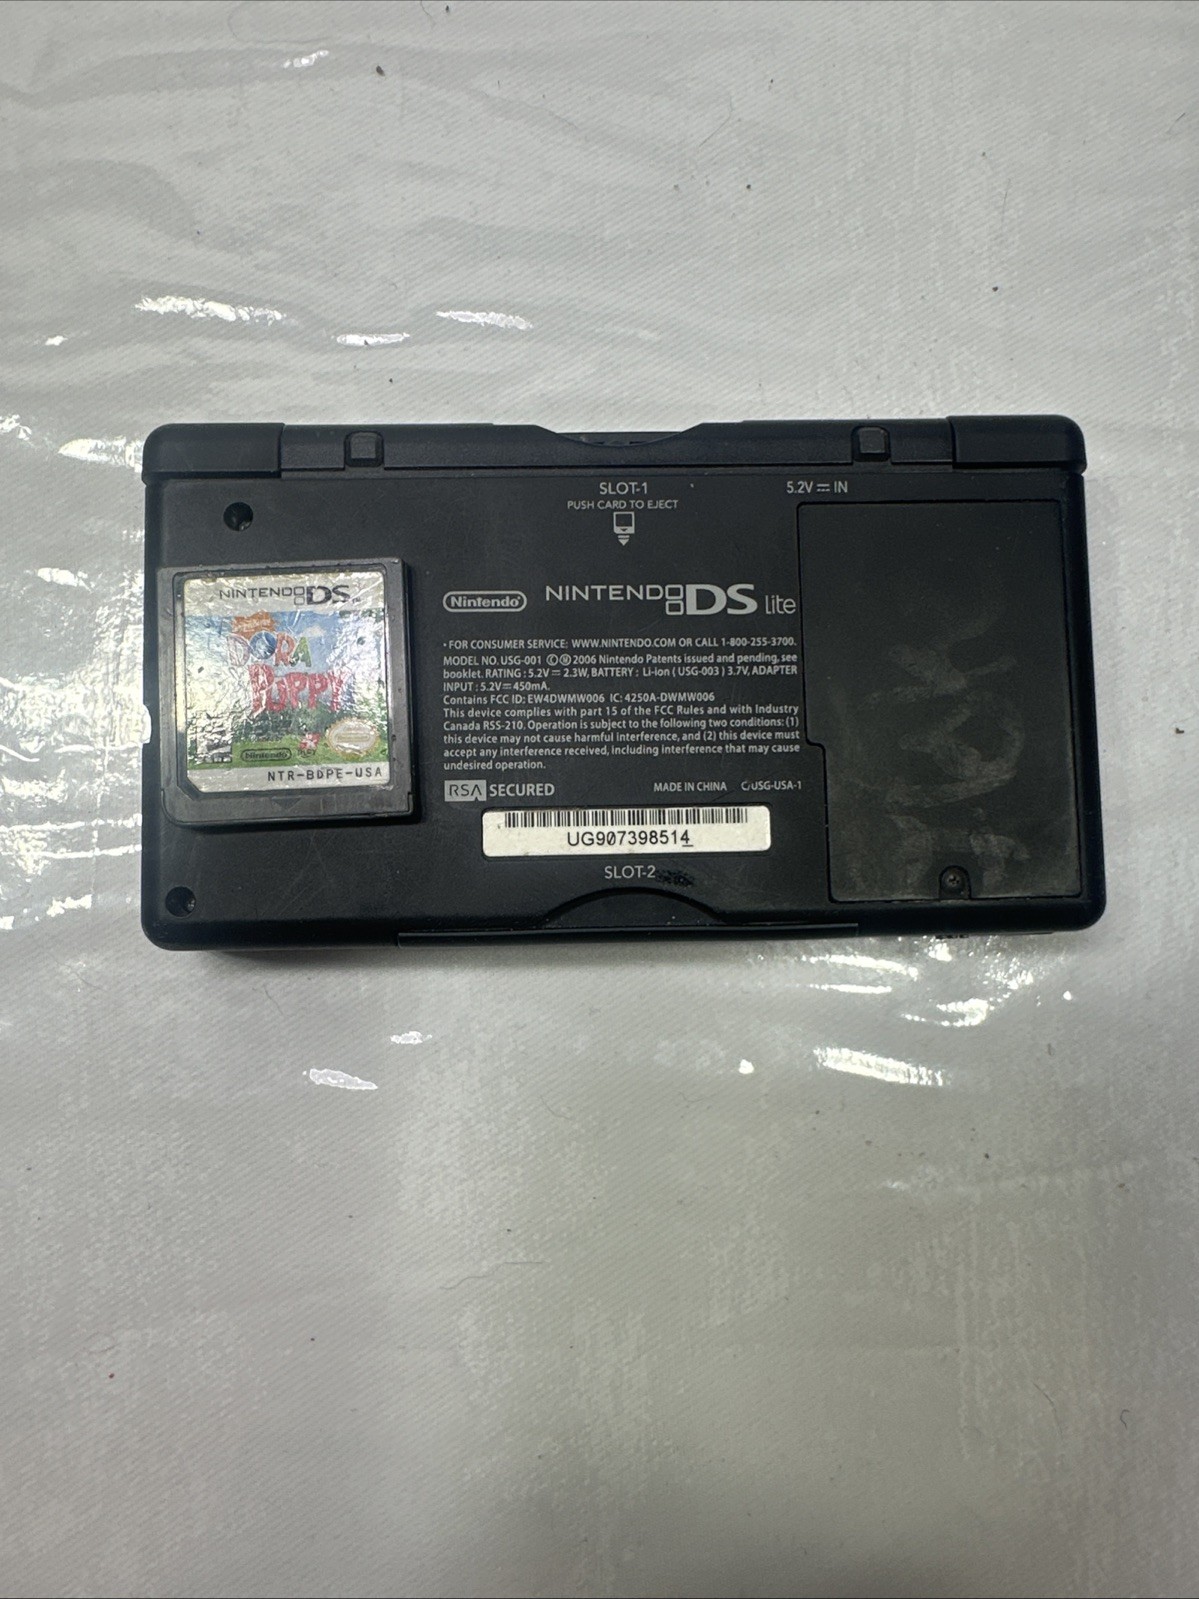 SLOT-1
PUSH CARD TO EJECT
5.2V ⎓ IN
NINTENDO DS™
DORA
PUPPY
Nintendo
NTR-BDPE-USA
Nintendo NINTENDO DS lite
• FOR CONSUMER SERVICE: WWW.NINTENDO.COM OR CALL 1-800-255-3700.
MODEL NO. USG-001 Ⓒ Ⓜ 2006 Nintendo Patents issued and pending, see
booklet. RATING : 5.2V ⎓ 2.3W, BATTERY : Li-ion ( USG-003 ) 3.7V, ADAPTER
INPUT : 5.2V ⎓ 450mA.
Contains FCC ID: EW4DWMW006 IC: 4250A-DWMW006
This device complies with part 15 of the FCC Rules and with Industry
Canada RSS-210. Operation is subject to the following two conditions: (1)
this device may not cause harmful interference, and (2) this device must
accept any interference received, including interference that may cause
undesired operation.
RSA SECURED
MADE IN CHINA C/USG-USA-1
UG907398514
SLOT-2